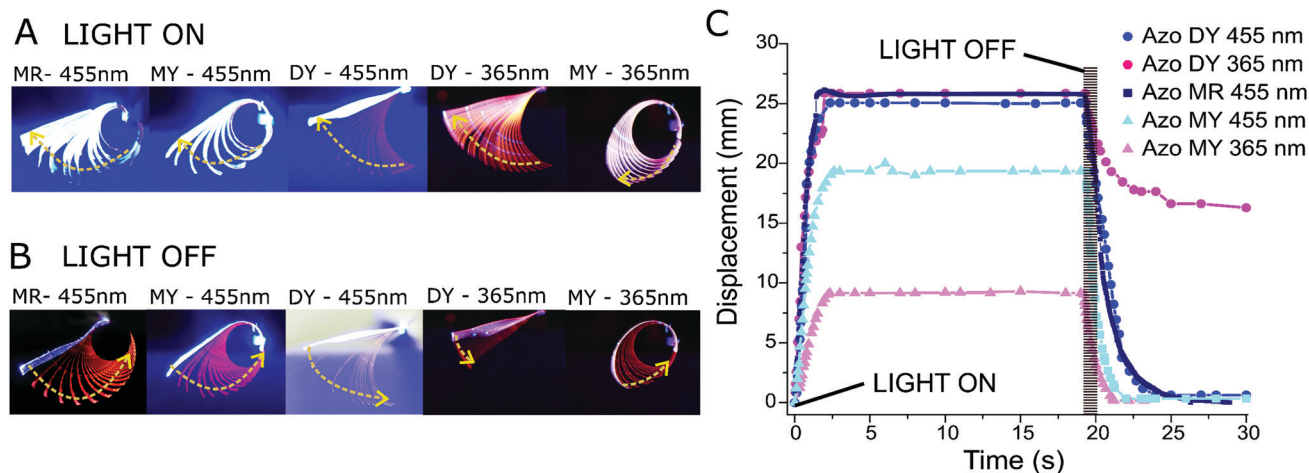 A LIGHT ON
MR- 455nm MY - 455nm DY - 455nm DY - 365nm MY - 365nm
B LIGHT OFF
MR- 455nm MY - 455nm DY - 455nm DY - 365nm MY - 365nm
C
LIGHT OFF
LIGHT ON
Displacement (mm)
30
25
20
15
10
5
0
0 5 10 15 20 25 30
Time (s)
Azo DY 455 nm
Azo DY 365 nm
Azo MR 455 nm
Azo MY 455 nm
Azo MY 365 nm